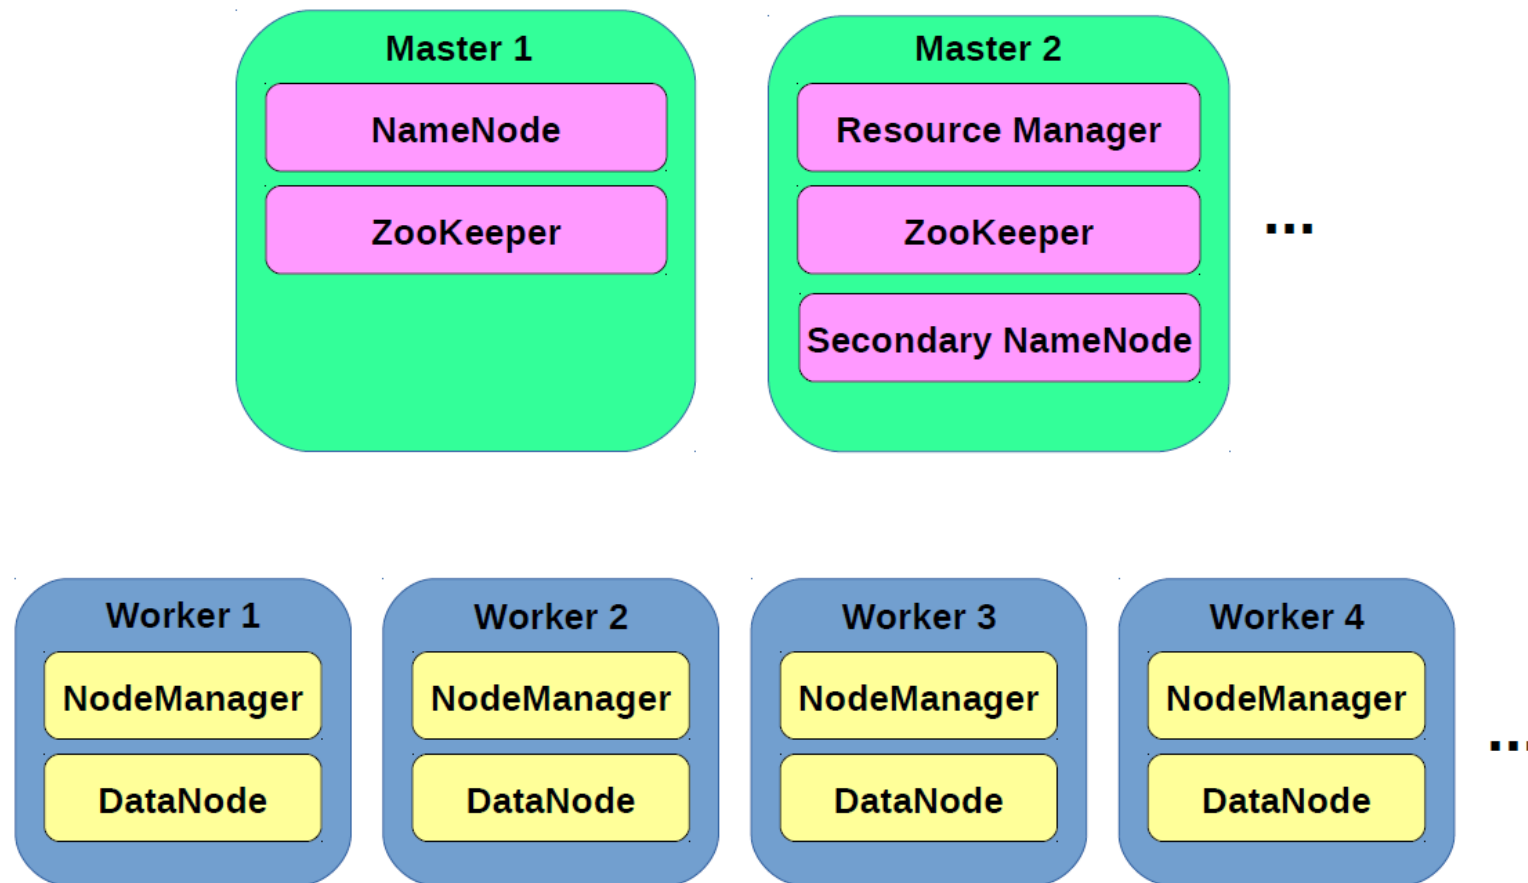 Master 1
NameNode
ZooKeeper
Master 2
Resource Manager
ZooKeeper
Secondary NameNode
...
Worker 1
NodeManager
DataNode
Worker 2
NodeManager
DataNode
Worker 3
NodeManager
DataNode
Worker 4
NodeManager
DataNode
...